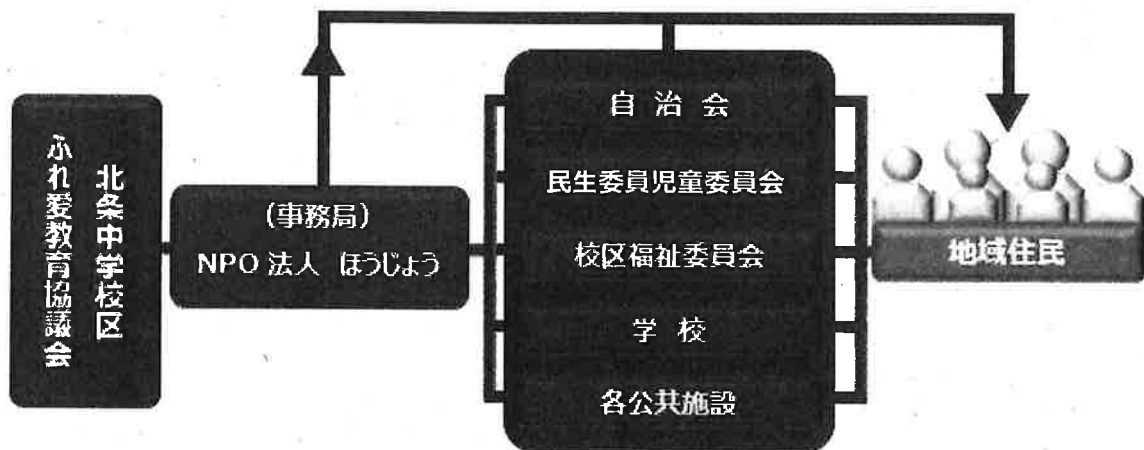 北条中学校区
ふれ愛教育協議会
(事務局)
NPO 法人 ほうじょう
自 治 会
民生委員児童委員会
校区福祉委員会
学 校
各公共施設
地域住民